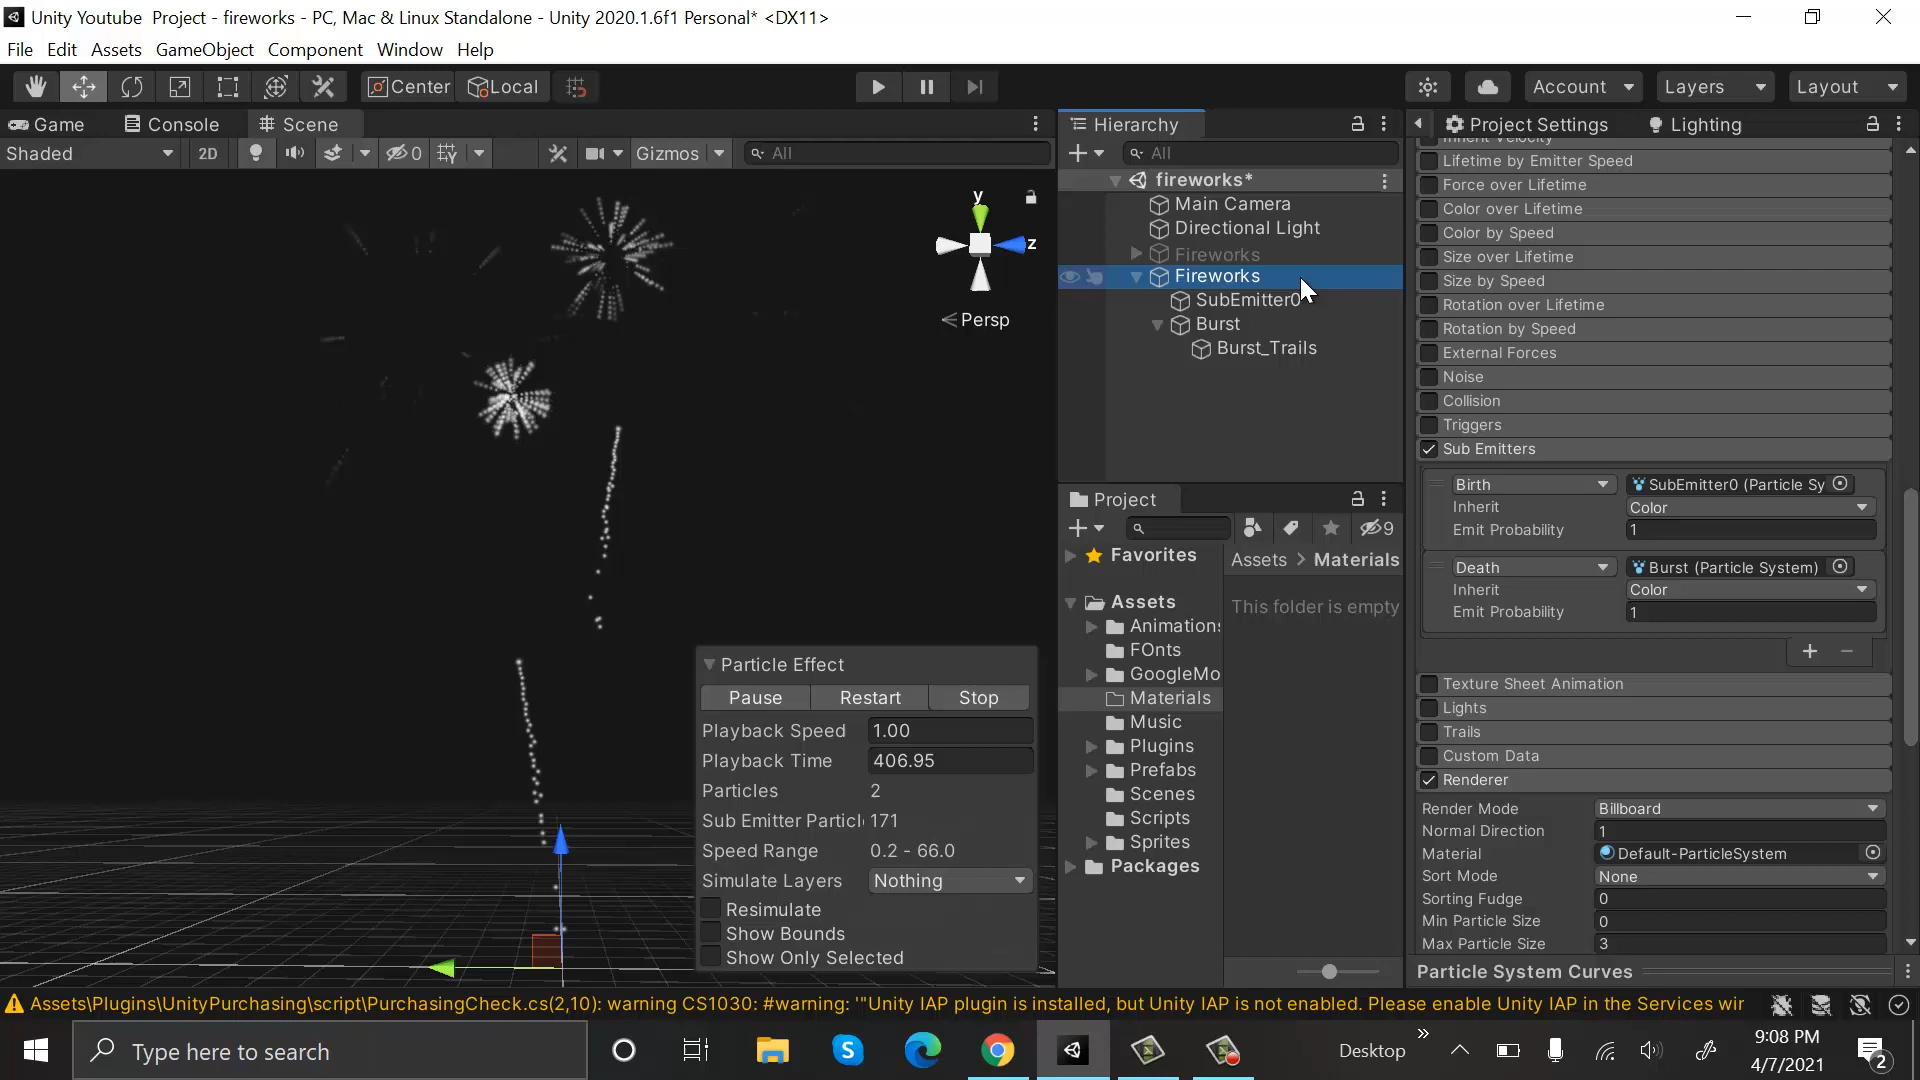 Unity Youtube Project - fireworks - PC, Mac & Linux Standalone - Unity 2020.1.6f1 Personal* <DX11>
File Edit Assets GameObject Component Window Help
Center Local Account Layers Layout
Game Console Scene
Shaded 2D 0 Gizmos All
y
z
Persp
Particle Effect
Pause Restart Stop
Playback Speed 1.00
Playback Time 406.95
Particles 2
Sub Emitter Particl 171
Speed Range 0.2 - 66.0
Simulate Layers Nothing
Resimulate
Show Bounds
Show Only Selected
Hierarchy
All
fireworks*
Main Camera
Directional Light
Fireworks
Fireworks
SubEmitter0
Burst
Burst_Trails
Project
9
Favorites
Assets > Materials
This folder is empty
Assets
Animation
FOnts
GoogleMo
Materials
Music
Plugins
Prefabs
Scenes
Scripts
Sprites
Packages
Project Settings Lighting
Inherit Velocity
Lifetime by Emitter Speed
Force over Lifetime
Color over Lifetime
Color by Speed
Size over Lifetime
Size by Speed
Rotation over Lifetime
Rotation by Speed
External Forces
Noise
Collision
Triggers
Sub Emitters
Birth SubEmitter0 (Particle Sy
Inherit Color
Emit Probability 1
Death Burst (Particle System)
Inherit Color
Emit Probability 1
Texture Sheet Animation
Lights
Trails
Custom Data
Renderer
Render Mode Billboard
Normal Direction 1
Material Default-ParticleSystem
Sort Mode None
Sorting Fudge 0
Min Particle Size 0
Max Particle Size 3
Particle System Curves
Assets\Plugins\UnityPurchasing\script\PurchasingCheck.cs(2,10): warning CS1030: #warning: '"Unity IAP plugin is installed, but Unity IAP is not enabled. Please enable Unity IAP in the Services wir
Type here to search
Desktop
9:08 PM
4/7/2021
2